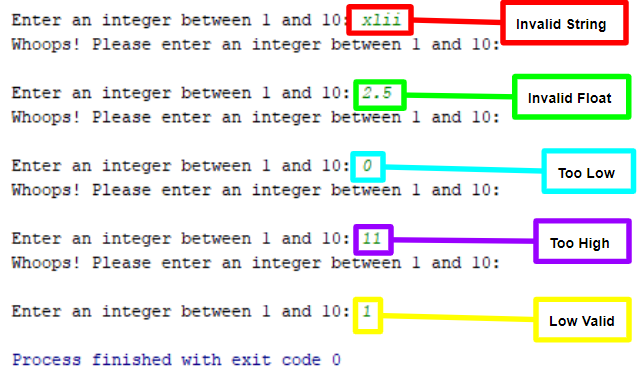 Enter an integer between 1 and 10: xlii
Invalid String
Whoops! Please enter an integer between 1 and 10:
Enter an integer between 1 and 10: 2.5
Invalid Float
Whoops! Please enter an integer between 1 and 10:
Enter an integer between 1 and 10: 0
Too Low
Whoops! Please enter an integer between 1 and 10:
Enter an integer between 1 and 10: 11
Too High
Whoops! Please enter an integer between 1 and 10:
Enter an integer between 1 and 10: 1
Low Valid
Process finished with exit code 0